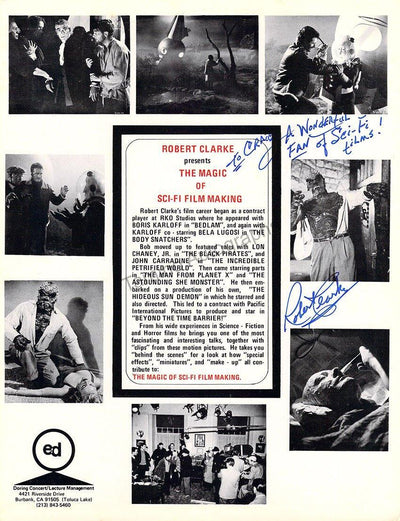 To CRAIG
A WONDERFUL
FAN OF Sci-Fi
films!
ROBERT CLARKE
presents
THE MAGIC
OF
SCI-FI FILM MAKING
Robert Clarke's film career began as a contract
player at RKO Studios where he appeared with
BORIS KARLOFF in "BEDLAM", and again with
KARLOFF co - starring BELA LUGOSI in "THE
BODY SNATCHERS".
Bob moved up to featured roles with LON
CHANEY, JR. in "THE BLACK PIRATES", and
JOHN CARRADINE in "THE INCREDIBLE
PETRIFIED WORLD". Then came starring parts
in "THE MAN FROM PLANET X" and "THE
ASTOUNDING SHE MONSTER". He then em-
barked on a production of his own, "THE
HIDEOUS SUN DEMON" in which he starred and
also directed. This led to a contract with Pacific
International Pictures to produce and star in
"BEYOND THE TIME BARRIER!"
From his wide experiences in Science - Fiction
and Horror films he brings you one of the most
fascinating and interesting talks, together with
"clips" from these motion pictures. He takes you
"behind the scenes" for a look at how "special
effects", "miniatures", and "make - up" all con-
tribute to:
THE MAGIC OF SCI-FI FILM MAKING.
Robert Clarke
ed
Doring Concert/Lecture Management
4421 Riverside Drive
Burbank, CA 91505 (Toluca Lake)
(213) 843-5460